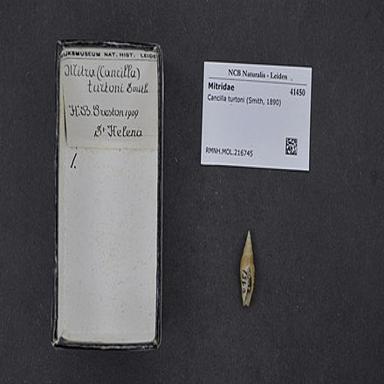 RIJKSMUSEUM NAT. HIST. LEIDEN
Mitra (Cancilla)
turtoni Smith
H.B. Preston 1909
St Helena
1.
NCB Naturalis - Leiden
Mitridae 41450
Cancilla turtoni (Smith, 1890)
RMNH.MOL.216745